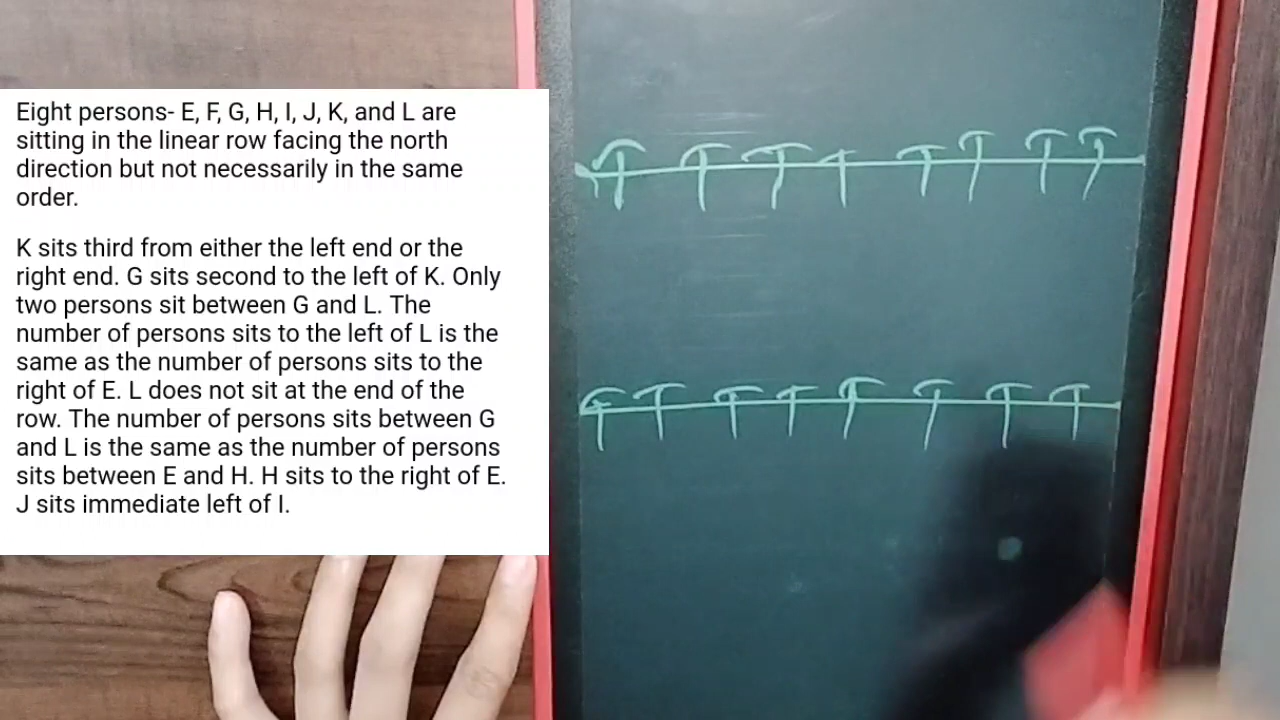 Eight persons- E, F, G, H, I, J, K, and L are
sitting in the linear row facing the north
direction but not necessarily in the same
order.
K sits third from either the left end or the
right end. G sits second to the left of K. Only
two persons sit between G and L. The
number of persons sits to the left of L is the
same as the number of persons sits to the
right of E. L does not sit at the end of the
row. The number of persons sits between G
and L is the same as the number of persons
sits between E and H. H sits to the right of E.
J sits immediate left of I.